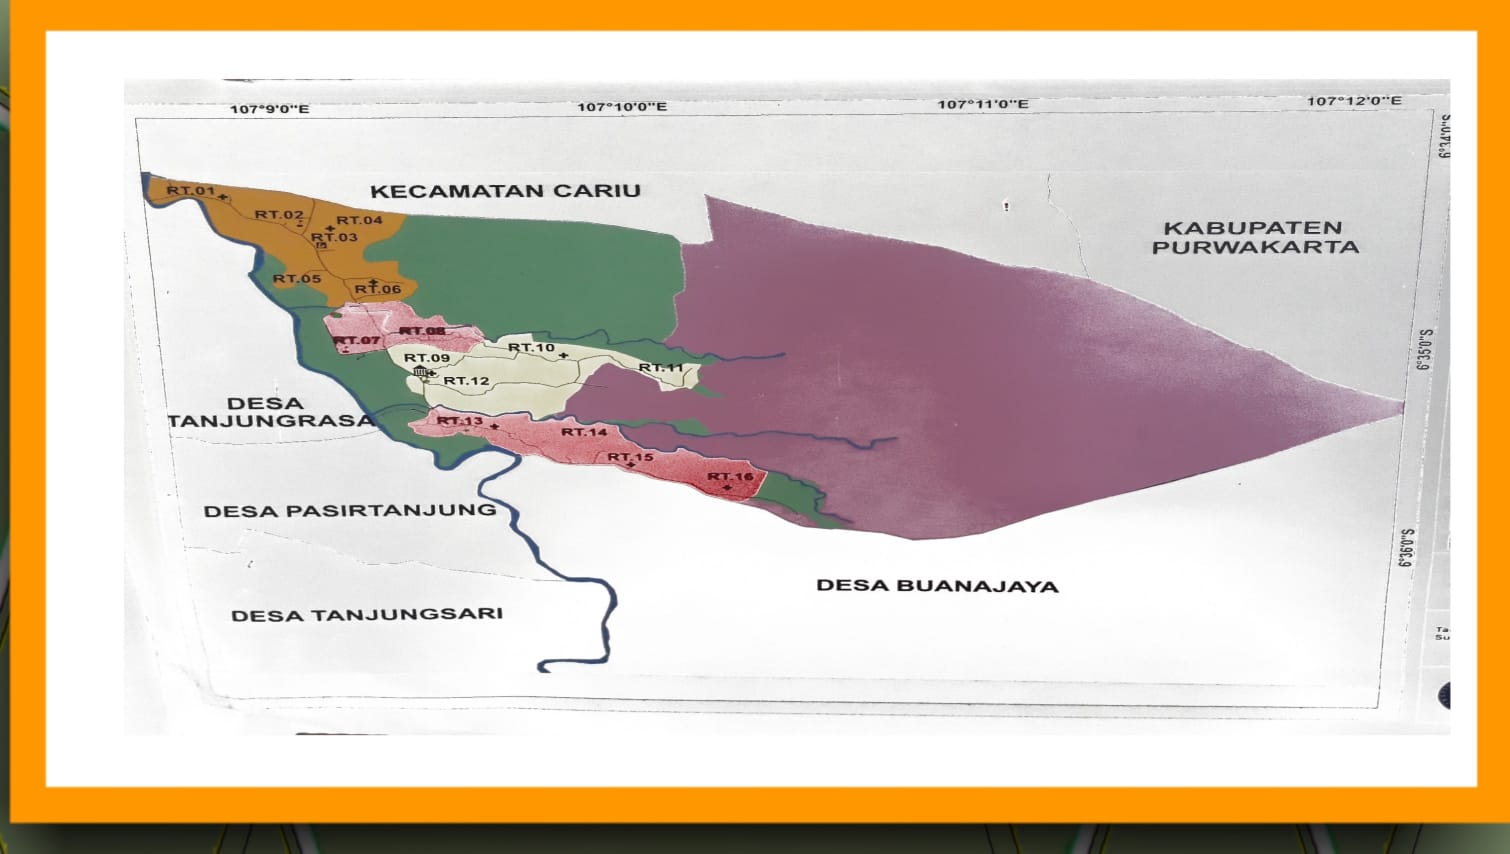 107°9'0"E
107°10'0"E
107°11'0"E
107°12'0"E
6°34'0"S
KECAMATAN CARIU
KABUPATEN
PURWAKARTA
RT.01
RT.02
RT.04
RT.03
RT.05
RT.06
RT.07
RT.08
RT.09
RT.10
RT.11
RT.12
6°35'0"S
DESA
TANJUNGRASA
RT.13
RT.14
RT.15
RT.16
DESA PASIRTANJUNG
6°36'0"S
DESA BUANAJAYA
DESA TANJUNGSARI
Ta
Su